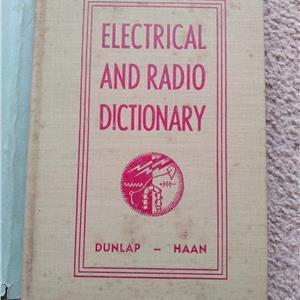 ELECTRICAL
AND RADIO
DICTIONARY
DUNLAP – HAAN